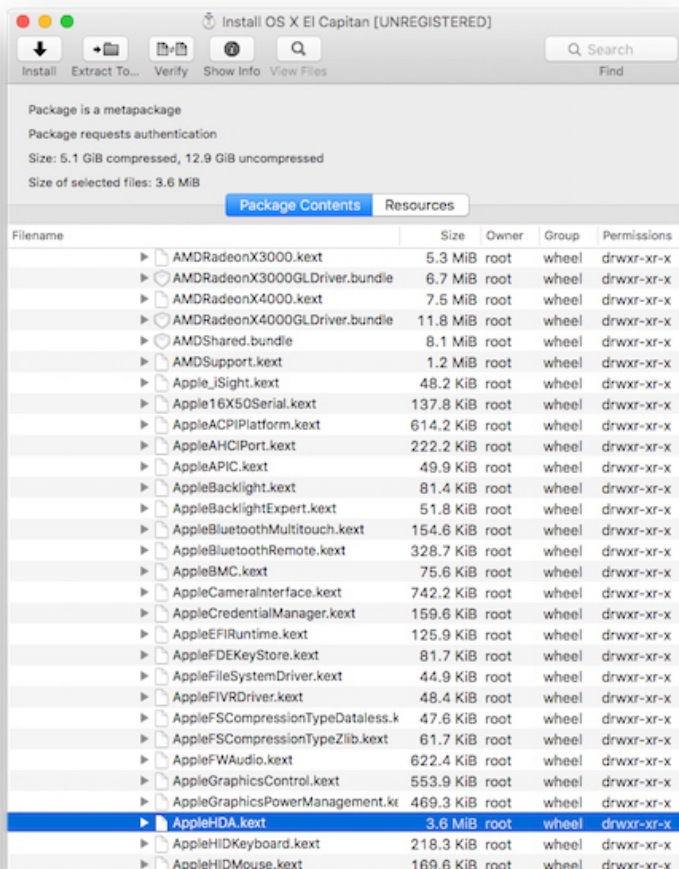 Install OS X El Capitan [UNREGISTERED]
Install Extract To... Verify Show Info View Files Search Find
Package is a metapackage
Package requests authentication
Size: 5.1 GiB compressed, 12.9 GiB uncompressed
Size of selected files: 3.6 MiB
Package Contents Resources
Filename Size Owner Group Permissions
AMDRadeonX3000.kext 5.3 MiB root wheel drwxr-xr-x
AMDRadeonX3000GLDriver.bundle 6.7 MiB root wheel drwxr-xr-x
AMDRadeonX4000.kext 7.5 MiB root wheel drwxr-xr-x
AMDRadeonX4000GLDriver.bundle 11.8 MiB root wheel drwxr-xr-x
AMDShared.bundle 8.1 MiB root wheel drwxr-xr-x
AMDSupport.kext 1.2 MiB root wheel drwxr-xr-x
Apple_iSight.kext 48.2 KiB root wheel drwxr-xr-x
Apple16X50Serial.kext 137.8 KiB root wheel drwxr-xr-x
AppleACPIPlatform.kext 614.2 KiB root wheel drwxr-xr-x
AppleAHCIPort.kext 222.2 KiB root wheel drwxr-xr-x
AppleAPIC.kext 49.9 KiB root wheel drwxr-xr-x
AppleBacklight.kext 81.4 KiB root wheel drwxr-xr-x
AppleBacklightExpert.kext 51.8 KiB root wheel drwxr-xr-x
AppleBluetoothMultitouch.kext 154.6 KiB root wheel drwxr-xr-x
AppleBluetoothRemote.kext 328.7 KiB root wheel drwxr-xr-x
AppleBMC.kext 75.6 KiB root wheel drwxr-xr-x
AppleCameraInterface.kext 742.2 KiB root wheel drwxr-xr-x
AppleCredentialManager.kext 159.6 KiB root wheel drwxr-xr-x
AppleEFIRuntime.kext 125.9 KiB root wheel drwxr-xr-x
AppleFDEKeyStore.kext 81.7 KiB root wheel drwxr-xr-x
AppleFileSystemDriver.kext 44.9 KiB root wheel drwxr-xr-x
AppleFIVRDriver.kext 48.4 KiB root wheel drwxr-xr-x
AppleFSCompressionTypeDataless.k 47.6 KiB root wheel drwxr-xr-x
AppleFSCompressionTypeZlib.kext 61.7 KiB root wheel drwxr-xr-x
AppleFWAudio.kext 622.4 KiB root wheel drwxr-xr-x
AppleGraphicsControl.kext 553.9 KiB root wheel drwxr-xr-x
AppleGraphicsPowerManagement.ke 469.3 KiB root wheel drwxr-xr-x
AppleHDA.kext 3.6 MiB root wheel drwxr-xr-x
AppleHIDKeyboard.kext 218.3 KiB root wheel drwxr-xr-x
AppleHIDMouse.kext 169.6 KiB root wheel drwxr-xr-x